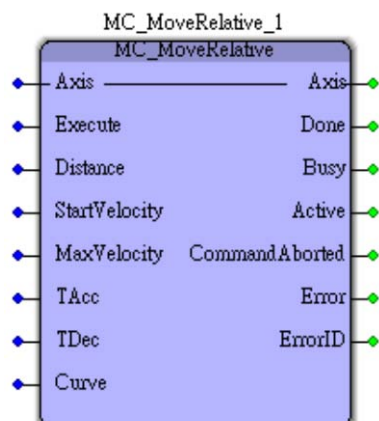 MC_MoveRelative_1
MC_MoveRelative
Axis Axis
Execute Done
Distance Busy
StartVelocity Active
MaxVelocity CommandAborted
TAcc Error
TDec ErrorID
Curve